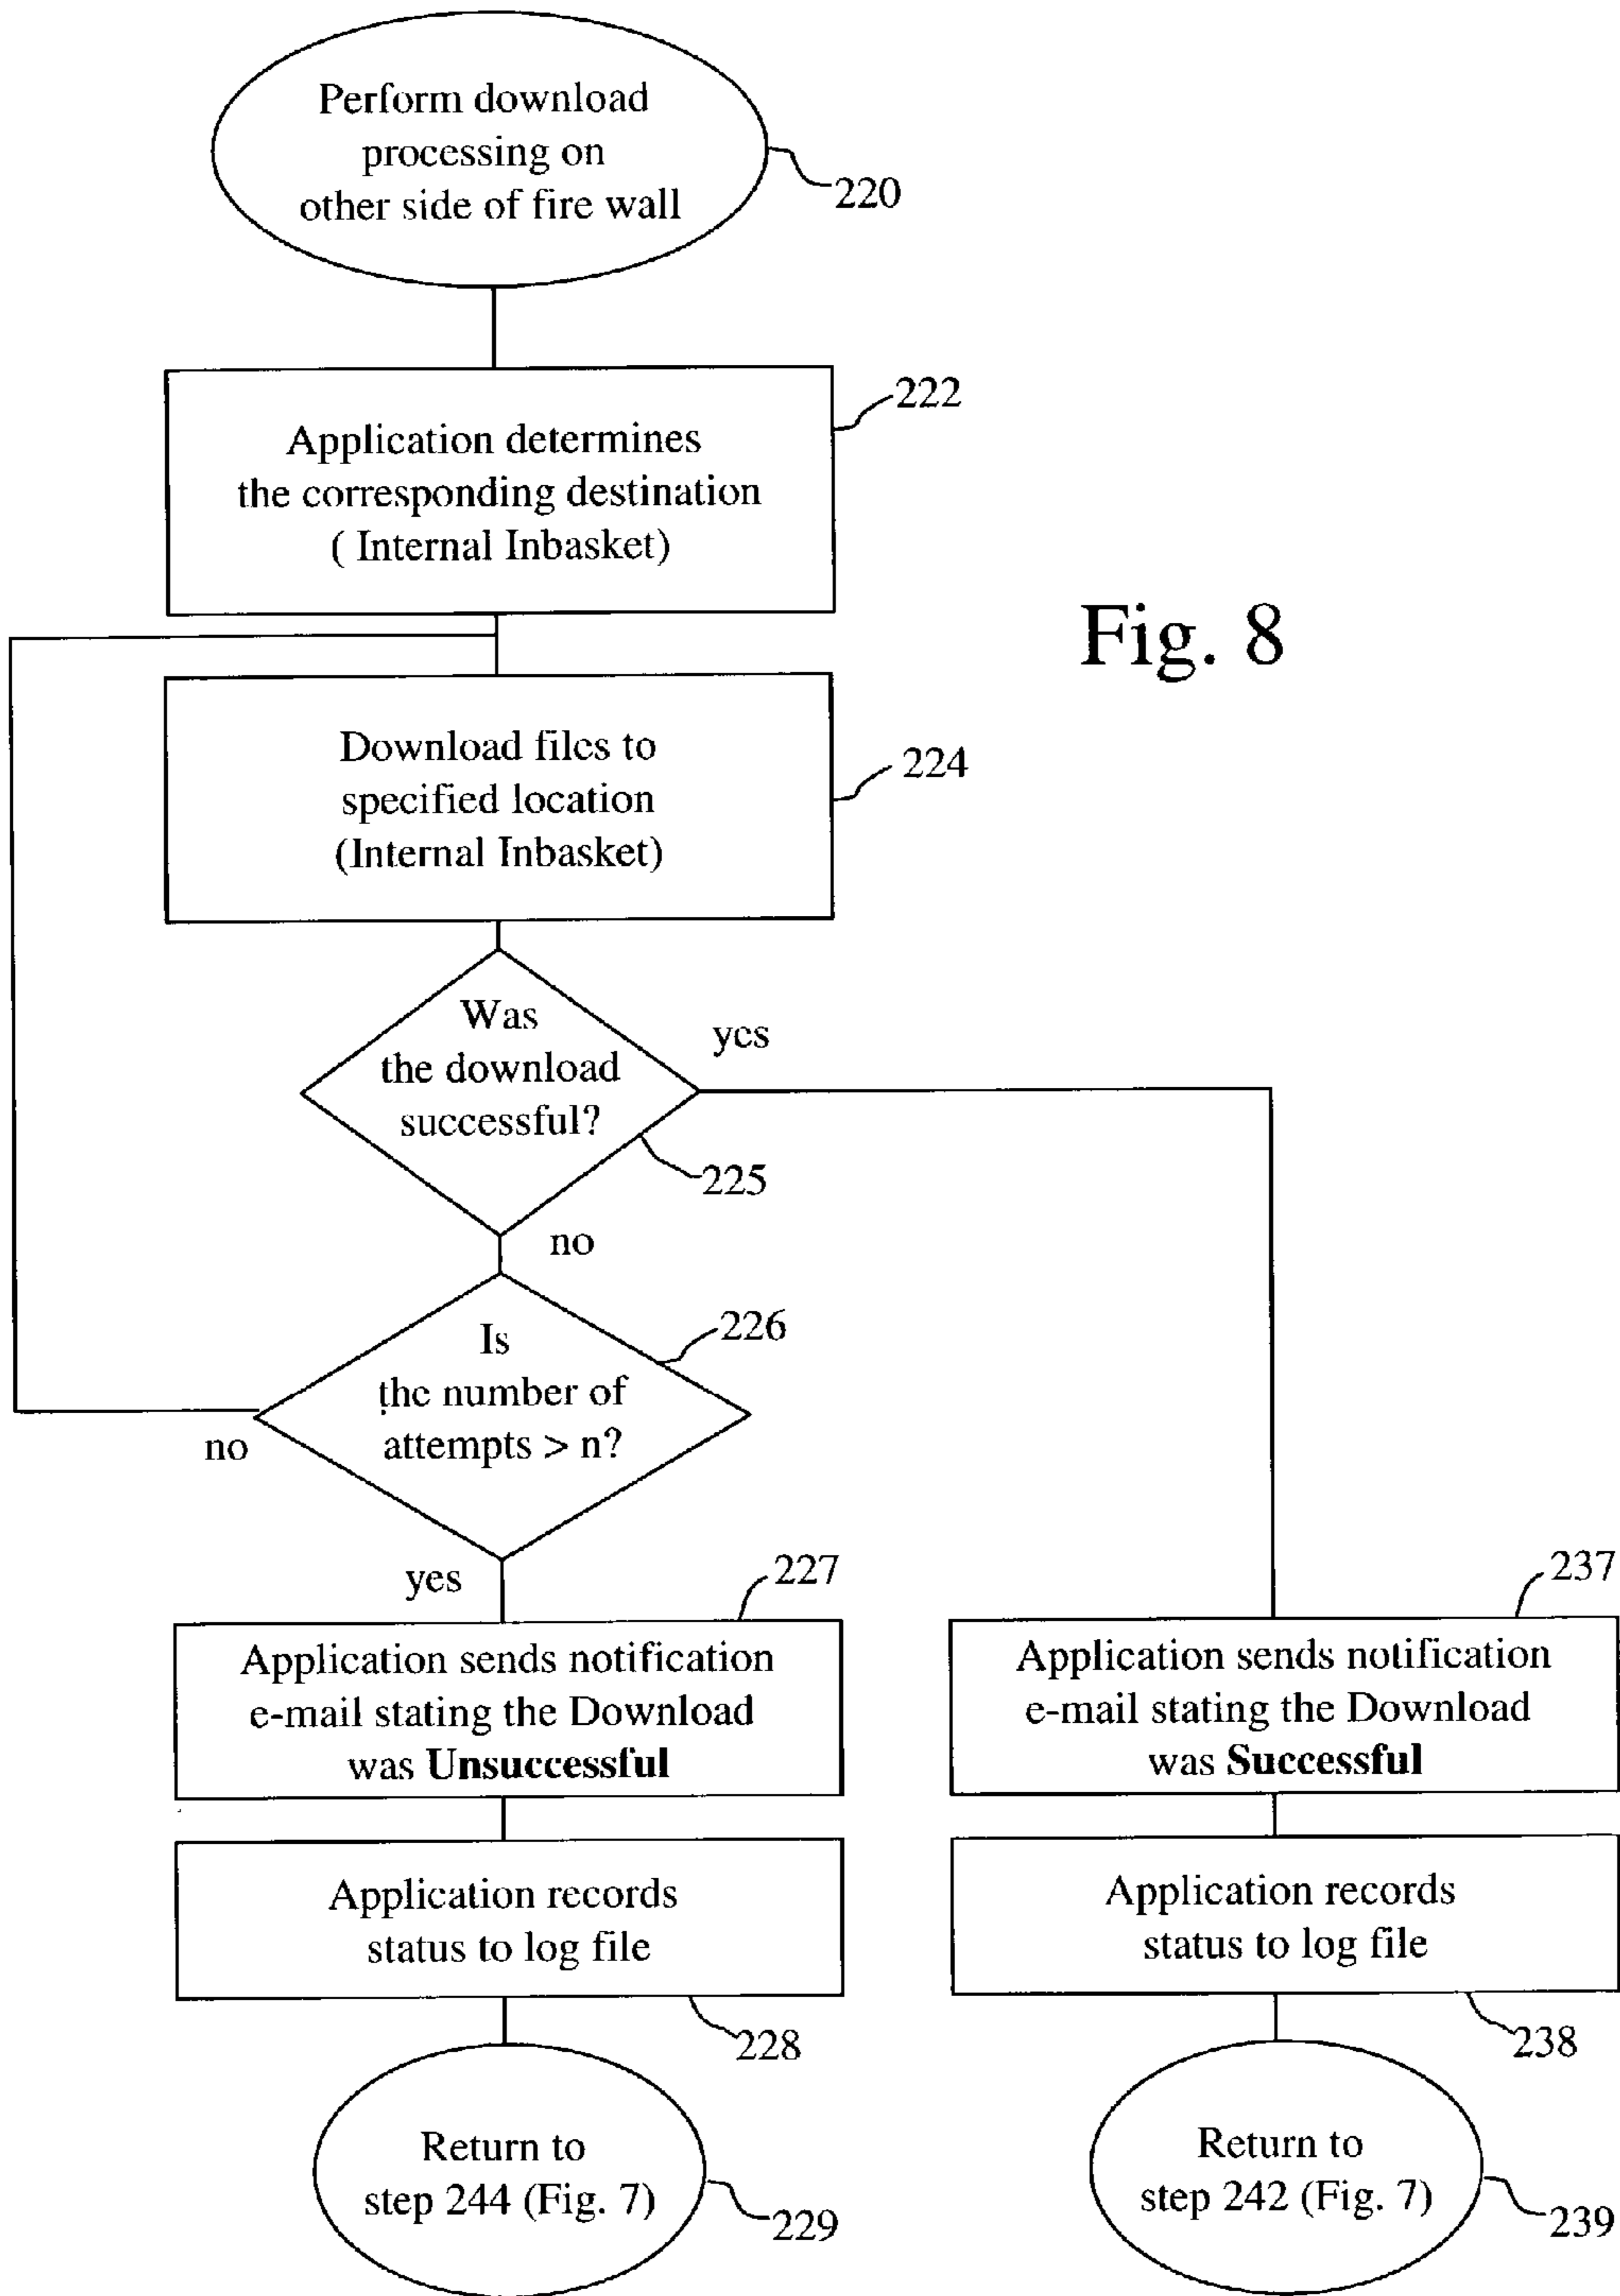 Perform download
processing on
other side of fire wall
220
Application determines
the corresponding destination
( Internal Inbasket)
222
Fig. 8
Download files to
specified location
(Internal Inbasket)
224
Was
the download
successful?
yes
225
no
Is
the number of
attempts > n?
226
no
yes
227
Application sends notification
e-mail stating the Download
was Unsuccessful
237
Application sends notification
e-mail stating the Download
was Successful
Application records
status to log file
228
Application records
status to log file
238
Return to
step 244 (Fig. 7)
229
Return to
step 242 (Fig. 7)
239